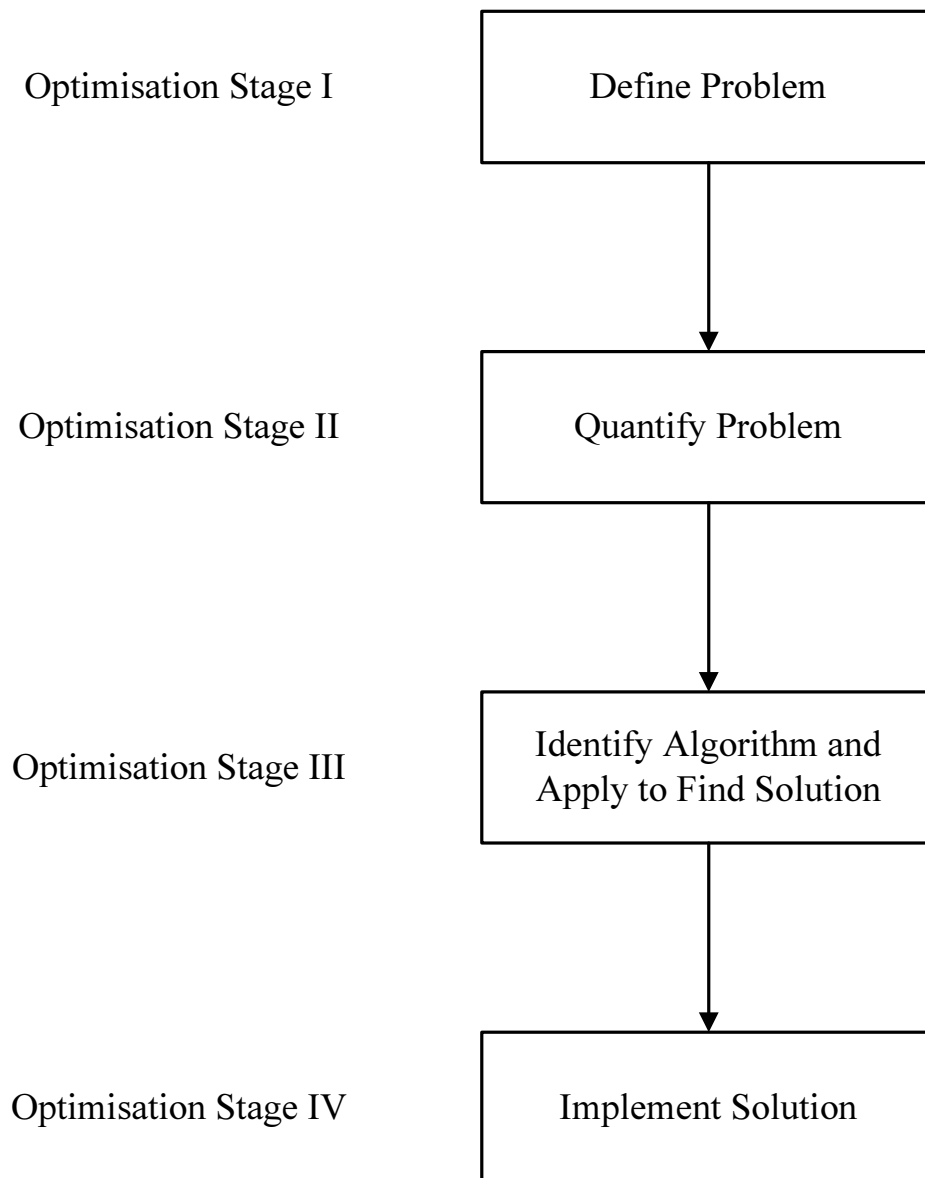 Optimisation Stage I
Define Problem
Optimisation Stage II
Quantify Problem
Optimisation Stage III
Identify Algorithm and
Apply to Find Solution
Optimisation Stage IV
Implement Solution